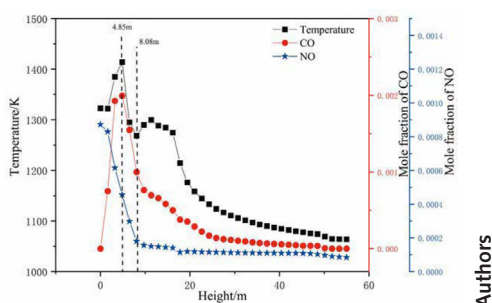 4.85m
8.08m
Temperature
CO
NO
1500
1400
1300
1200
1100
1000
Temperature/K
0 20 40 60
Height/m
0.003
0.002
0.001
0.000
Mole fraction of CO
0.0014
0.0012
0.0010
0.0008
0.0006
0.0004
0.0002
0.0000
Mole fraction of NO
Authors